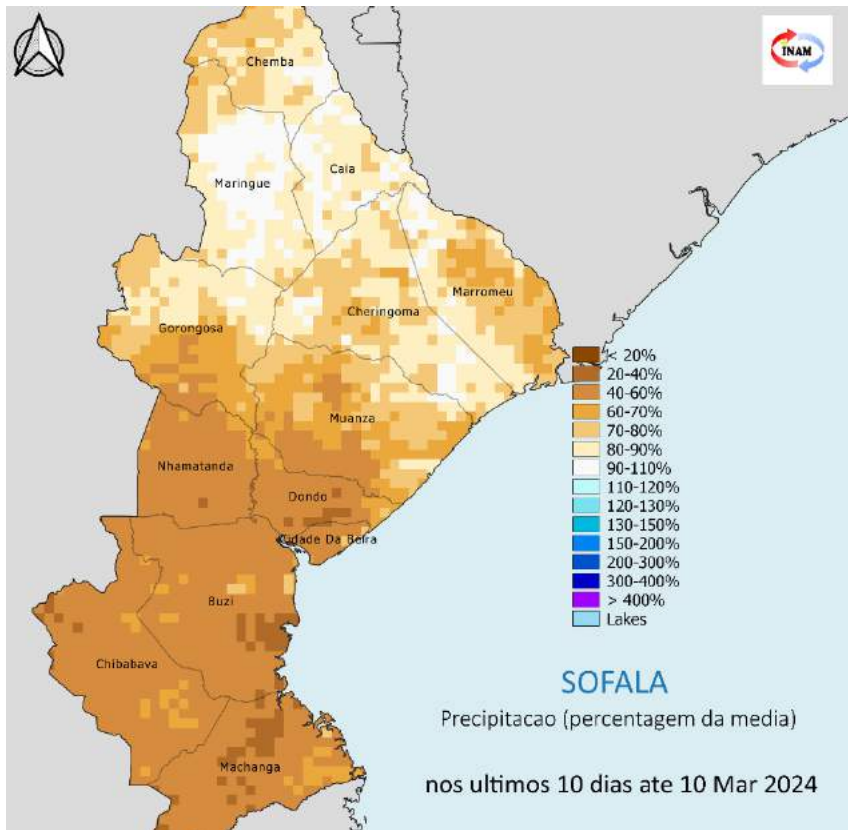 INAM
Chemba
Caia
Maringue
Marromeu
Cheringoma
Gorongosa
< 20%
20-40%
40-60%
60-70%
70-80%
80-90%
90-110%
110-120%
120-130%
130-150%
150-200%
200-300%
300-400%
> 400%
Lakes
Muanza
Nhamatanda
Dondo
Cidade Da Beira
Buzi
Chibabava
Machanga
SOFALA
Precipitacao (percentagem da media)
nos ultimos 10 dias ate 10 Mar 2024